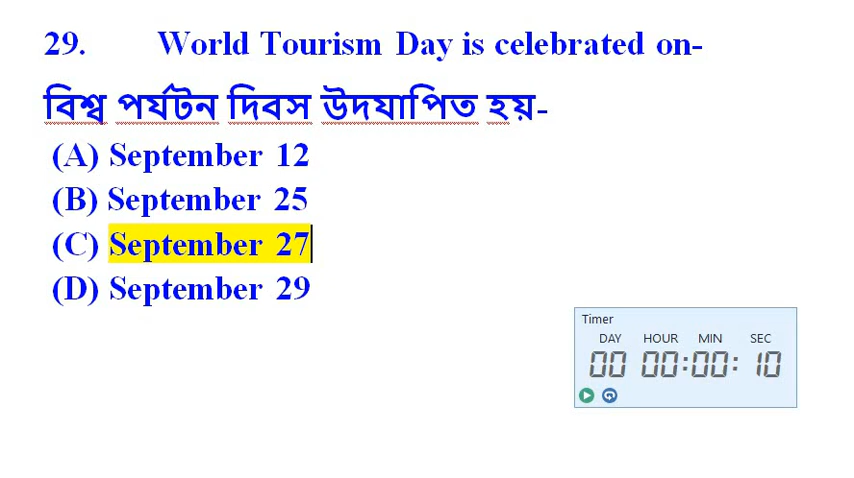 29. World Tourism Day is celebrated on-
বিশ্ব পর্যটন দিবস উদযাপিত হয়-
(A) September 12
(B) September 25
(C) September 27
(D) September 29
Timer
DAY HOUR MIN SEC
00 00:00: 10